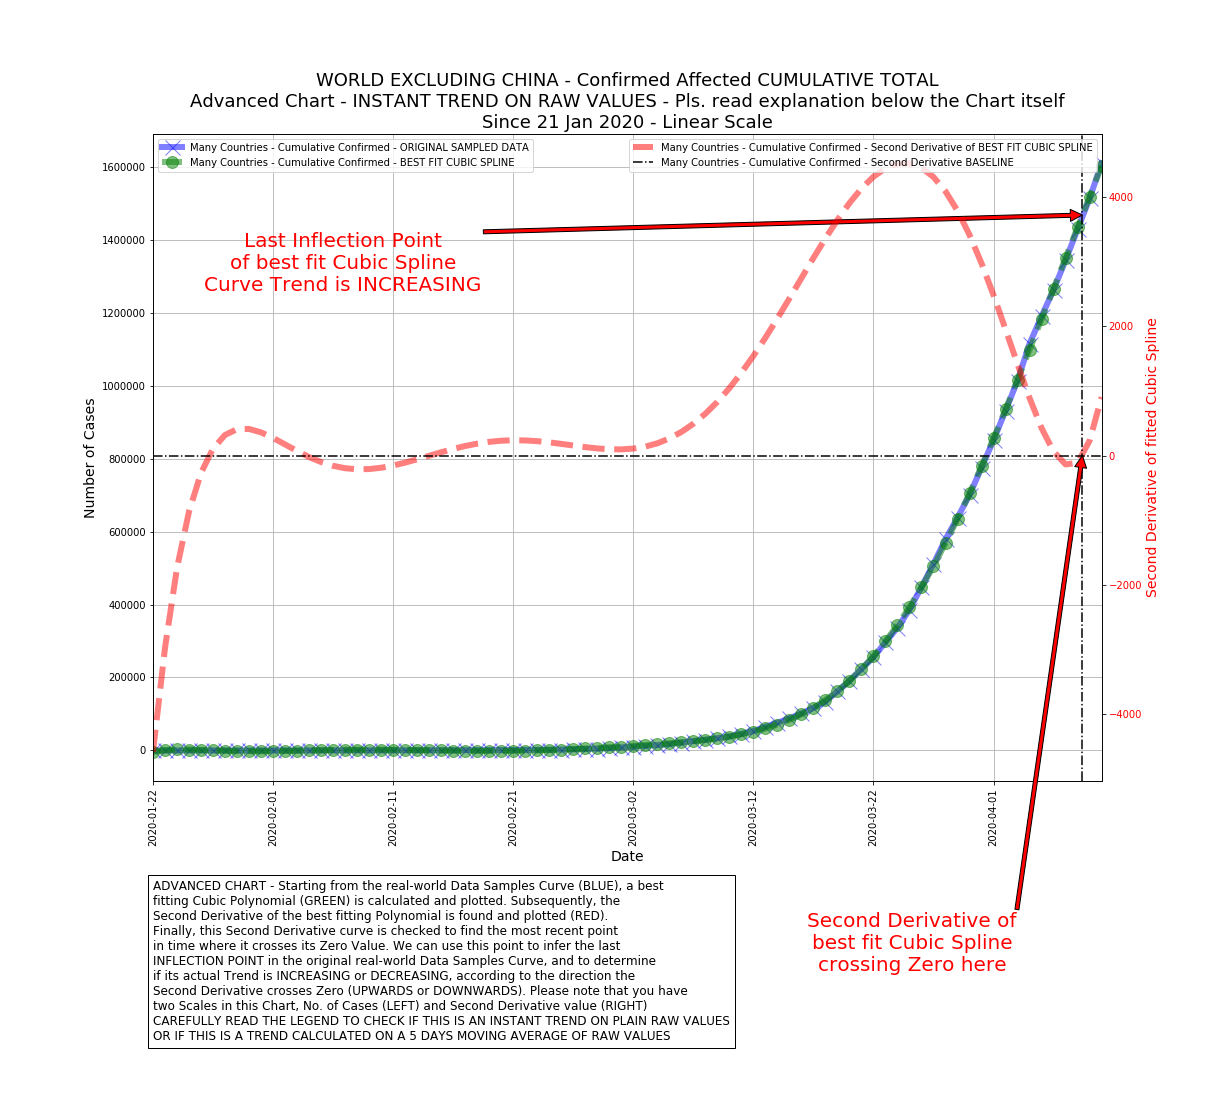 WORLD EXCLUDING CHINA - Confirmed Affected CUMULATIVE TOTAL
Advanced Chart - INSTANT TREND ON RAW VALUES - Pls. read explanation below the Chart itself
Since 21 Jan 2020 - Linear Scale
Many Countries - Cumulative Confirmed - ORIGINAL SAMPLED DATA
Many Countries - Cumulative Confirmed - BEST FIT CUBIC SPLINE
Many Countries - Cumulative Confirmed - Second Derivative of BEST FIT CUBIC SPLINE
Many Countries - Cumulative Confirmed - Second Derivative BASELINE
Last Inflection Point
of best fit Cubic Spline
Curve Trend is INCREASING
Number of Cases
1600000
1400000
1200000
1000000
800000
600000
400000
200000
0
4000
2000
0
−2000
−4000
Second Derivative of fitted Cubic Spline
2020-01-22
2020-02-01
2020-02-11
2020-02-21
2020-03-02
2020-03-12
2020-03-22
2020-04-01
Date
ADVANCED CHART - Starting from the real-world Data Samples Curve (BLUE), a best
fitting Cubic Polynomial (GREEN) is calculated and plotted. Subsequently, the
Second Derivative of the best fitting Polynomial is found and plotted (RED).
Finally, this Second Derivative curve is checked to find the most recent point
in time where it crosses its Zero Value. We can use this point to infer the last
INFLECTION POINT in the original real-world Data Samples Curve, and to determine
if its actual Trend is INCREASING or DECREASING, according to the direction the
Second Derivative crosses Zero (UPWARDS or DOWNWARDS). Please note that you have
two Scales in this Chart, No. of Cases (LEFT) and Second Derivative value (RIGHT)
CAREFULLY READ THE LEGEND TO CHECK IF THIS IS AN INSTANT TREND ON PLAIN RAW VALUES
OR IF THIS IS A TREND CALCULATED ON A 5 DAYS MOVING AVERAGE OF RAW VALUES
Second Derivative of
best fit Cubic Spline
crossing Zero here